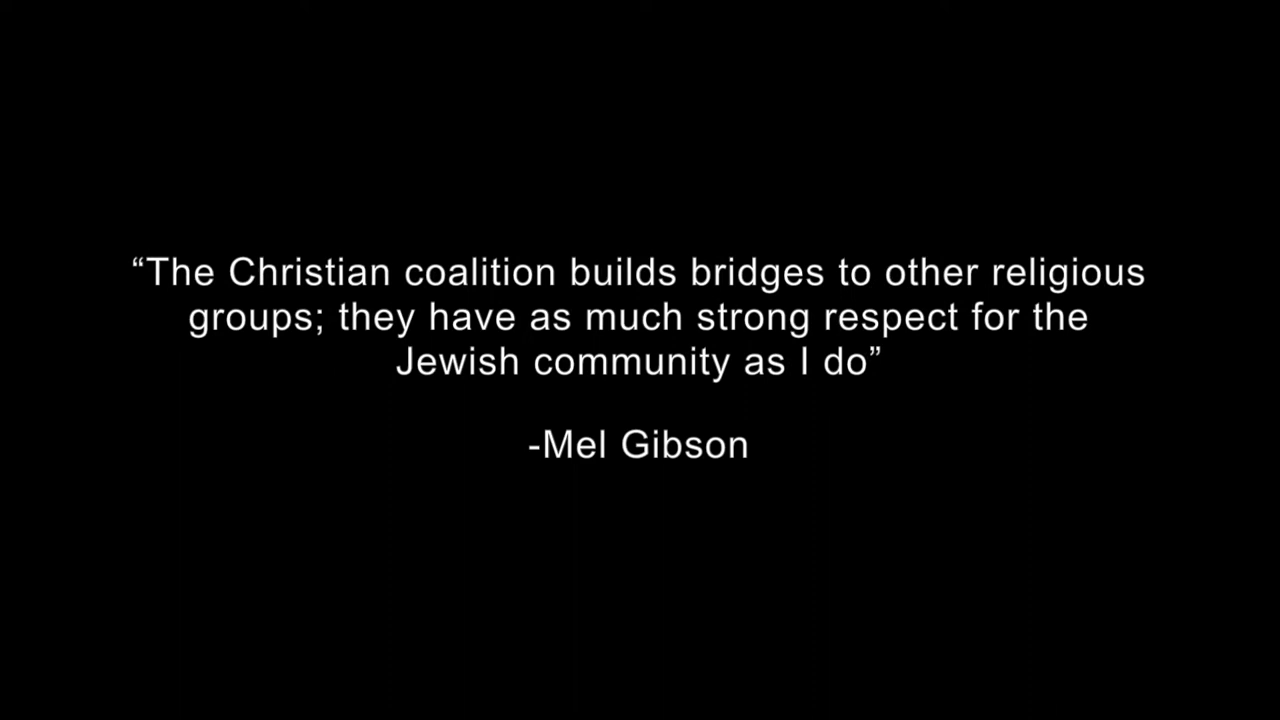 “The Christian coalition builds bridges to other religious
groups; they have as much strong respect for the
Jewish community as I do”
-Mel Gibson